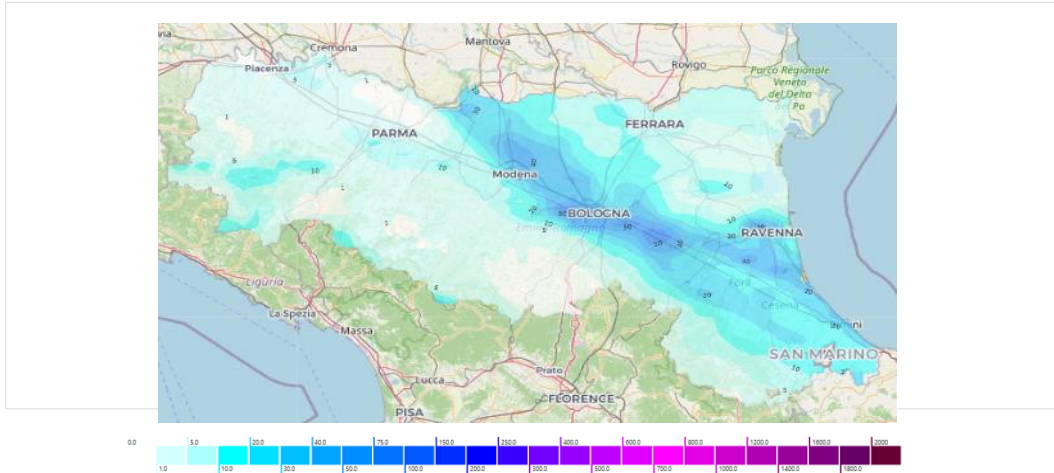 Mantova
Cremona
Rovigo
Parco Regionale
Veneto
del Delta
del Po
Piacenza
FERRARA
PARMA
Modena
BOLOGNA
RAVENNA
Forlì
Cesena
SAN MARINO
Liguria
La Spezia
Massa
Lucca
Prato
FLORENCE
PISA
0.0 5.0 20.0 40.0 75.0 150.0 250.0 400.0 600.0 800.0 1200.0 1600.0 2000
1.0 10.0 30.0 50.0 100.0 200.0 300.0 500.0 700.0 1000.0 1400.0 1800.0